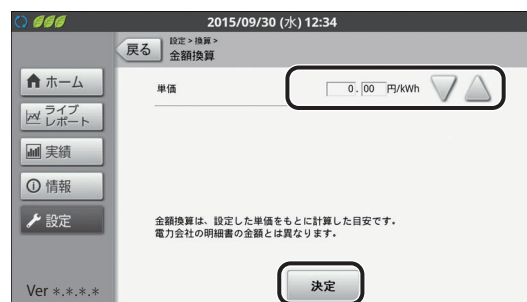 2015/09/30 (水) 12:34
戻る
設定 > 換算 >
金額換算
ホーム
ライブ
レポート
実績
情報
設定
Ver *.*.*.*
単価
0 . 00 円/kWh
金額換算は、設定した単価をもとに計算した目安です。
電力会社の明細書の金額とは異なります。
決定